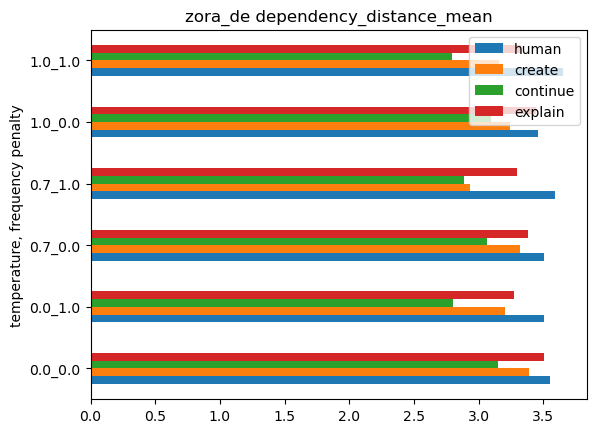 zora_de dependency_distance_mean
temperature, frequency penalty
1.0_1.0
1.0_0.0
0.7_1.0
0.7_0.0
0.0_1.0
0.0_0.0
human
create
continue
explain
0.0 0.5 1.0 1.5 2.0 2.5 3.0 3.5